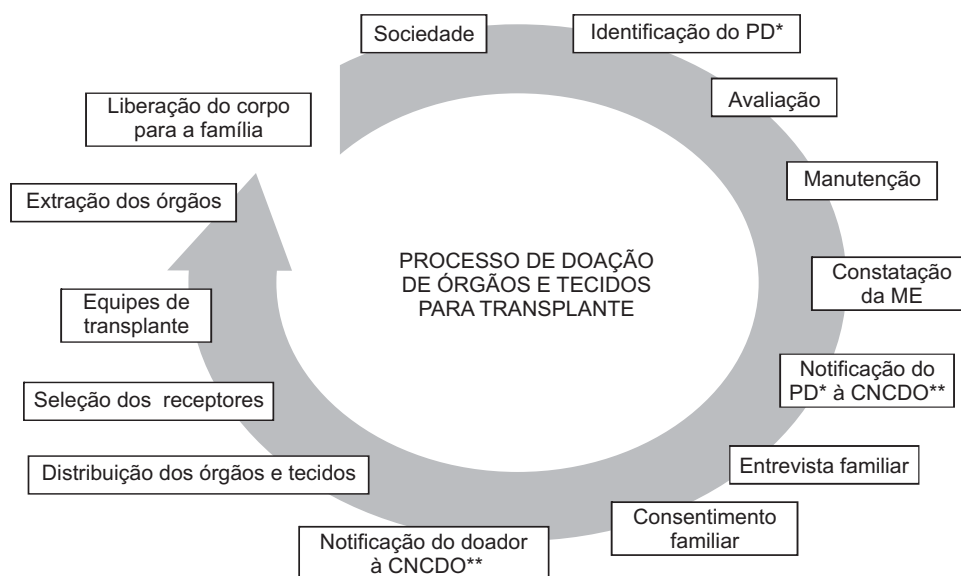 Sociedade
Identificação do PD*
Avaliação
Manutenção
Constatação
da ME
Notificação do
PD* à CNCDO**
Entrevista familiar
Consentimento
familiar
Notificação do doador
à CNCDO**
Distribuição dos órgãos e tecidos
Seleção dos receptores
Equipes de
transplante
Extração dos órgãos
Liberação do corpo
para a família
PROCESSO DE DOAÇÃO
DE ÓRGÃOS E TECIDOS
PARA TRANSPLANTE